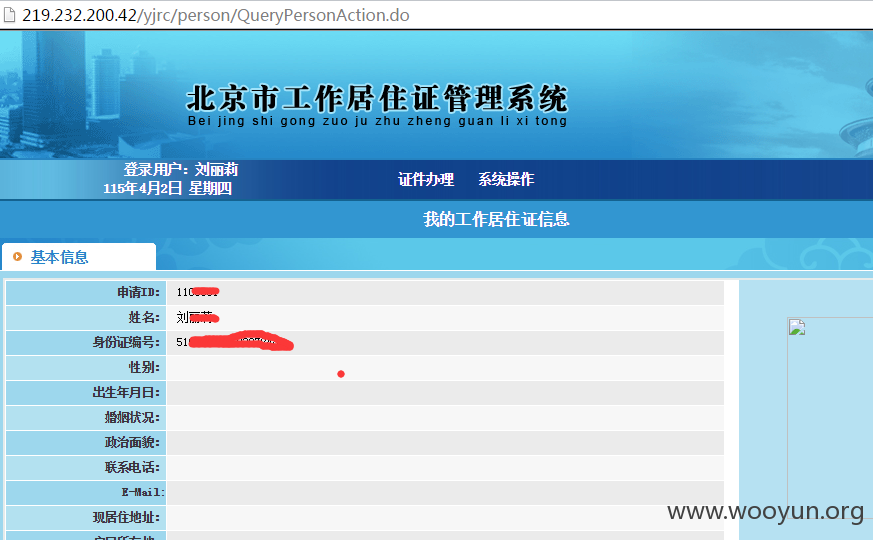 219.232.200.42/yjrc/person/QueryPersonAction.do
北京市工作居住证管理系统
Bei jing shi gong zuo ju zhu zheng guan li xi tong
登录用户：刘丽莉
115年4月2日 星期四
证件办理 系统操作
我的工作居住证信息
基本信息
申请ID： 110
姓名： 刘
身份证编号： 51
性别：
出生年月日：
婚姻状况：
政治面貌：
联系电话：
E-Mail:
现居住地址：
www.wooyun.org